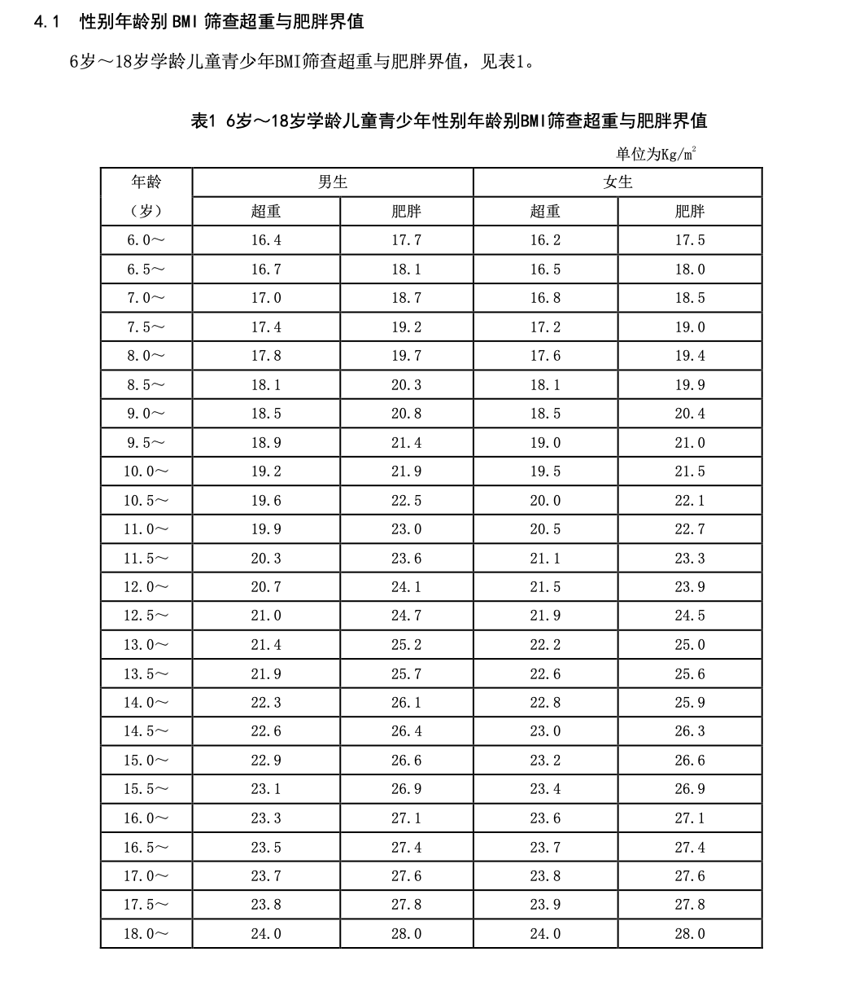 4.1 性别年龄别 BMI 筛查超重与肥胖界值
6岁～18岁学龄儿童青少年BMI筛查超重与肥胖界值，见表1。
表1 6岁～18岁学龄儿童青少年性别年龄别BMI筛查超重与肥胖界值
单位为Kg/m²
年龄 男生 女生
（岁） 超重 肥胖 超重 肥胖
6.0～ 16.4 17.7 16.2 17.5
6.5～ 16.7 18.1 16.5 18.0
7.0～ 17.0 18.7 16.8 18.5
7.5～ 17.4 19.2 17.2 19.0
8.0～ 17.8 19.7 17.6 19.4
8.5～ 18.1 20.3 18.1 19.9
9.0～ 18.5 20.8 18.5 20.4
9.5～ 18.9 21.4 19.0 21.0
10.0～ 19.2 21.9 19.5 21.5
10.5～ 19.6 22.5 20.0 22.1
11.0～ 19.9 23.0 20.5 22.7
11.5～ 20.3 23.6 21.1 23.3
12.0～ 20.7 24.1 21.5 23.9
12.5～ 21.0 24.7 21.9 24.5
13.0～ 21.4 25.2 22.2 25.0
13.5～ 21.9 25.7 22.6 25.6
14.0～ 22.3 26.1 22.8 25.9
14.5～ 22.6 26.4 23.0 26.3
15.0～ 22.9 26.6 23.2 26.6
15.5～ 23.1 26.9 23.4 26.9
16.0～ 23.3 27.1 23.6 27.1
16.5～ 23.5 27.4 23.7 27.4
17.0～ 23.7 27.6 23.8 27.6
17.5～ 23.8 27.8 23.9 27.8
18.0～ 24.0 28.0 24.0 28.0